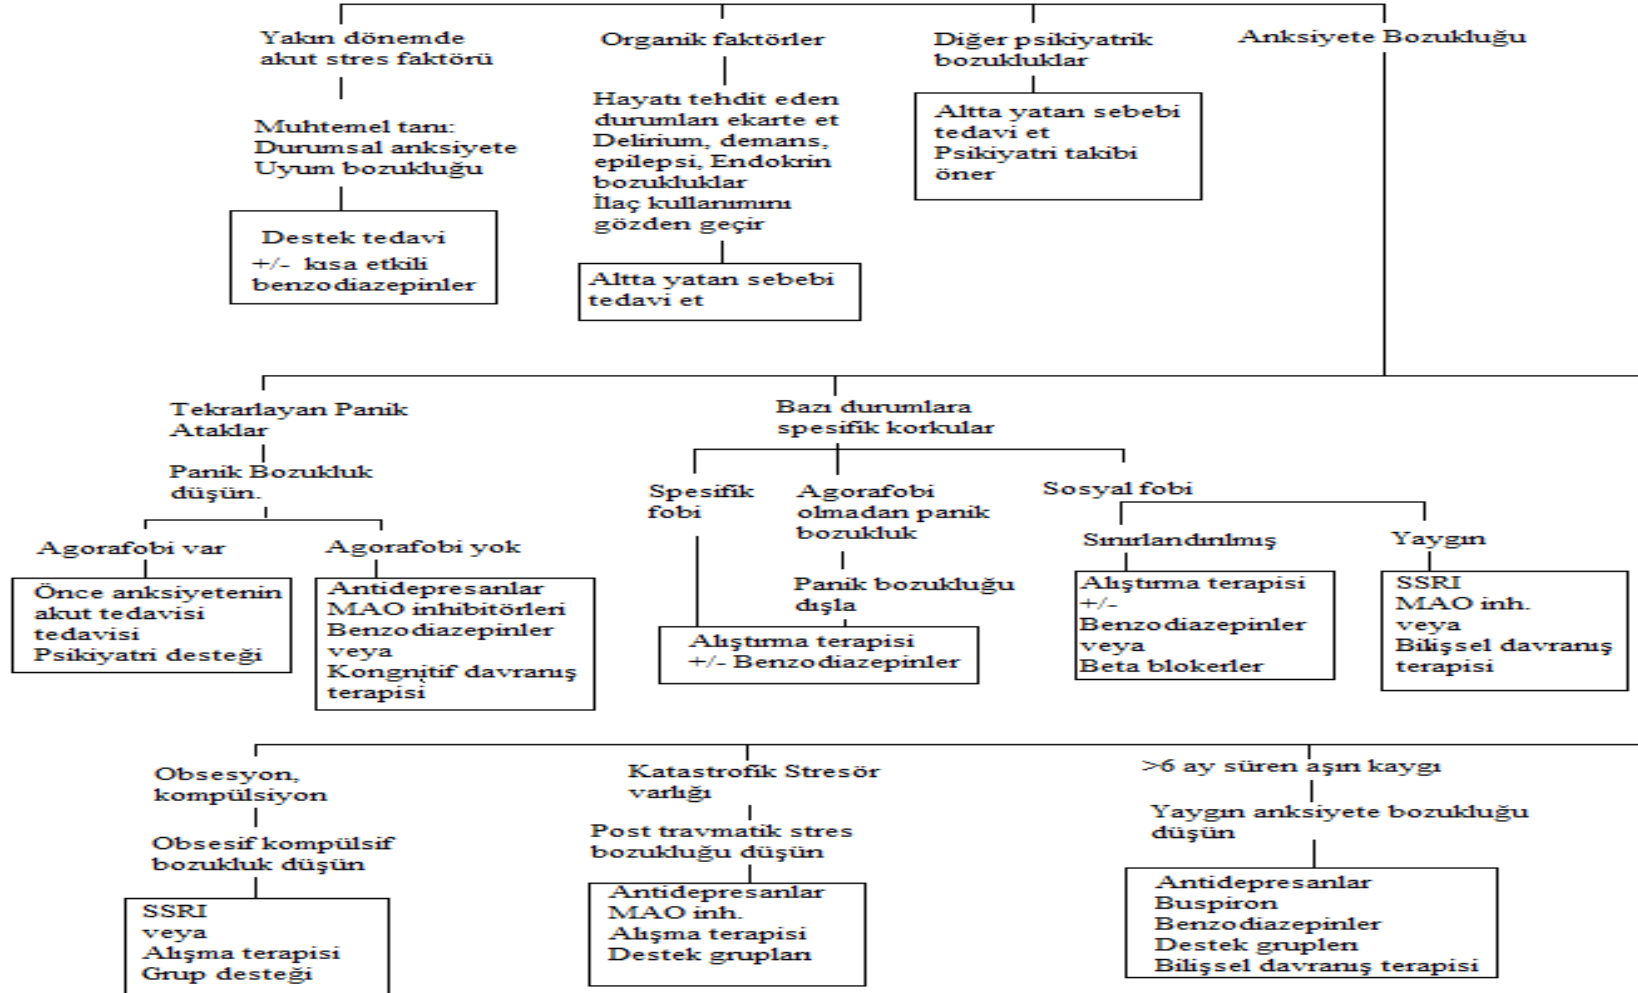 Yakın dönemde
akut stres faktörü
Muhtemel tanı:
Durumsal anksiyete
Uyum bozukluğu
Destek tedavi
+/- kısa etkili
benzodiazepinler
Organik faktörler
Hayatı tehdit eden
durumları ekarte et
Delirium, demans,
epilepsi, Endokrin
bozukluklar
İlaç kullanımını
gözden geçir
Altta yatan sebebi
tedavi et
Diğer psikiyatrik
bozukluklar
Altta yatan sebebi
tedavi et
Psikiyatri takibi
öner
Anksiyete Bozukluğu
Tekrarlayan Panik
Ataklar
Panik Bozukluk
düşün.
Agorafobi var
Önce anksiyetenin
akut tedavisi
tedavisi
Psikiyatri desteği
Agorafobi yok
Antidepresanlar
MAO inhibitörleri
Benzodiazepinler
veya
Kongnitif davranış
terapisi
Bazı durumlara
spesifik korkular
Spesifik
fobi
Agorafobi
olmadan panik
bozukluk
Panik bozukluğu
dışla
Alıştırma terapisi
+/- Benzodiazepinler
Sosyal fobi
Sınırlandırılmış
Alıştırma terapisi
+/-
Benzodiazepinler
veya
Beta blokerler
Yaygın
SSRI
MAO inh.
veya
Bilişsel davranış
terapisi
Obsesyon,
kompülsiyon
Obsesif kompülsif
bozukluk düşün
SSRI
veya
Alışma terapisi
Grup desteği
Katastrofik Stresör
varlığı
Post travmatik stres
bozukluğu düşün
Antidepresanlar
MAO inh.
Alışma terapisi
Destek grupları
>6 ay süren aşırı kaygı
Yaygın anksiyete bozukluğu
düşün
Antidepresanlar
Buspiron
Benzodiazepinler
Destek grupleri
Bilişsel davranış terapisi